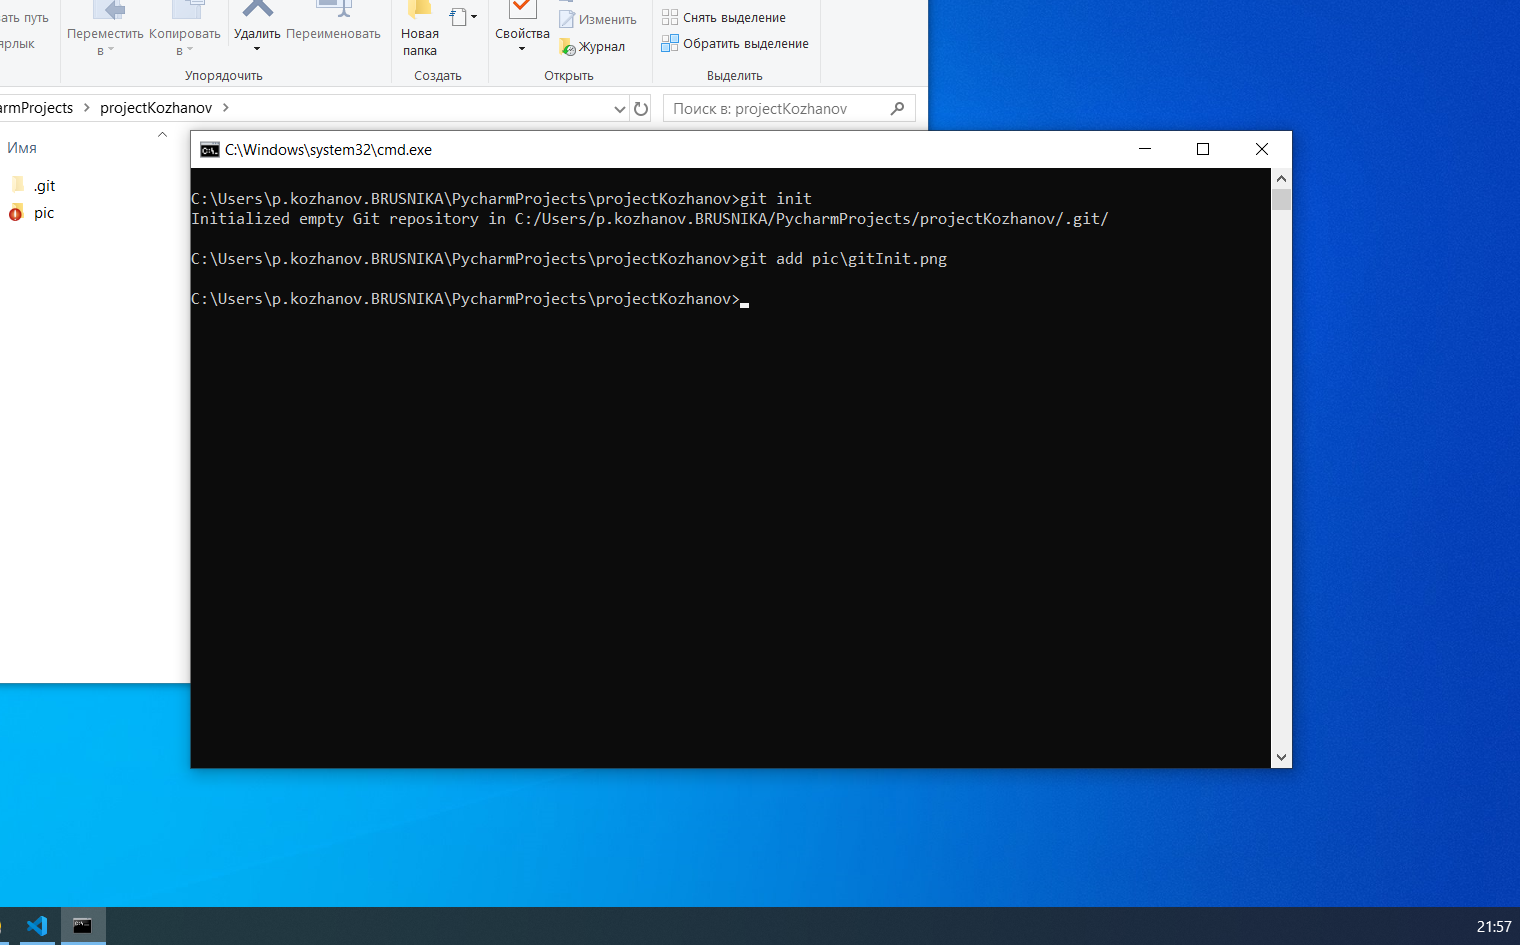 ать путь
ярлык
Переместить в
Копировать в
Удалить
Переименовать
Упорядочить
Новая папка
Создать
Свойства
Изменить
Журнал
Открыть
Снять выделение
Обратить выделение
Выделить
armProjects > projectKozhanov >
Поиск в: projectKozhanov
Имя
.git
pic
C:\Windows\system32\cmd.exe
C:\Users\p.kozhanov.BRUSNIKA\PycharmProjects\projectKozhanov>git init
Initialized empty Git repository in C:/Users/p.kozhanov.BRUSNIKA/PycharmProjects/projectKozhanov/.git/
C:\Users\p.kozhanov.BRUSNIKA\PycharmProjects\projectKozhanov>git add pic\gitInit.png
C:\Users\p.kozhanov.BRUSNIKA\PycharmProjects\projectKozhanov>
21:57